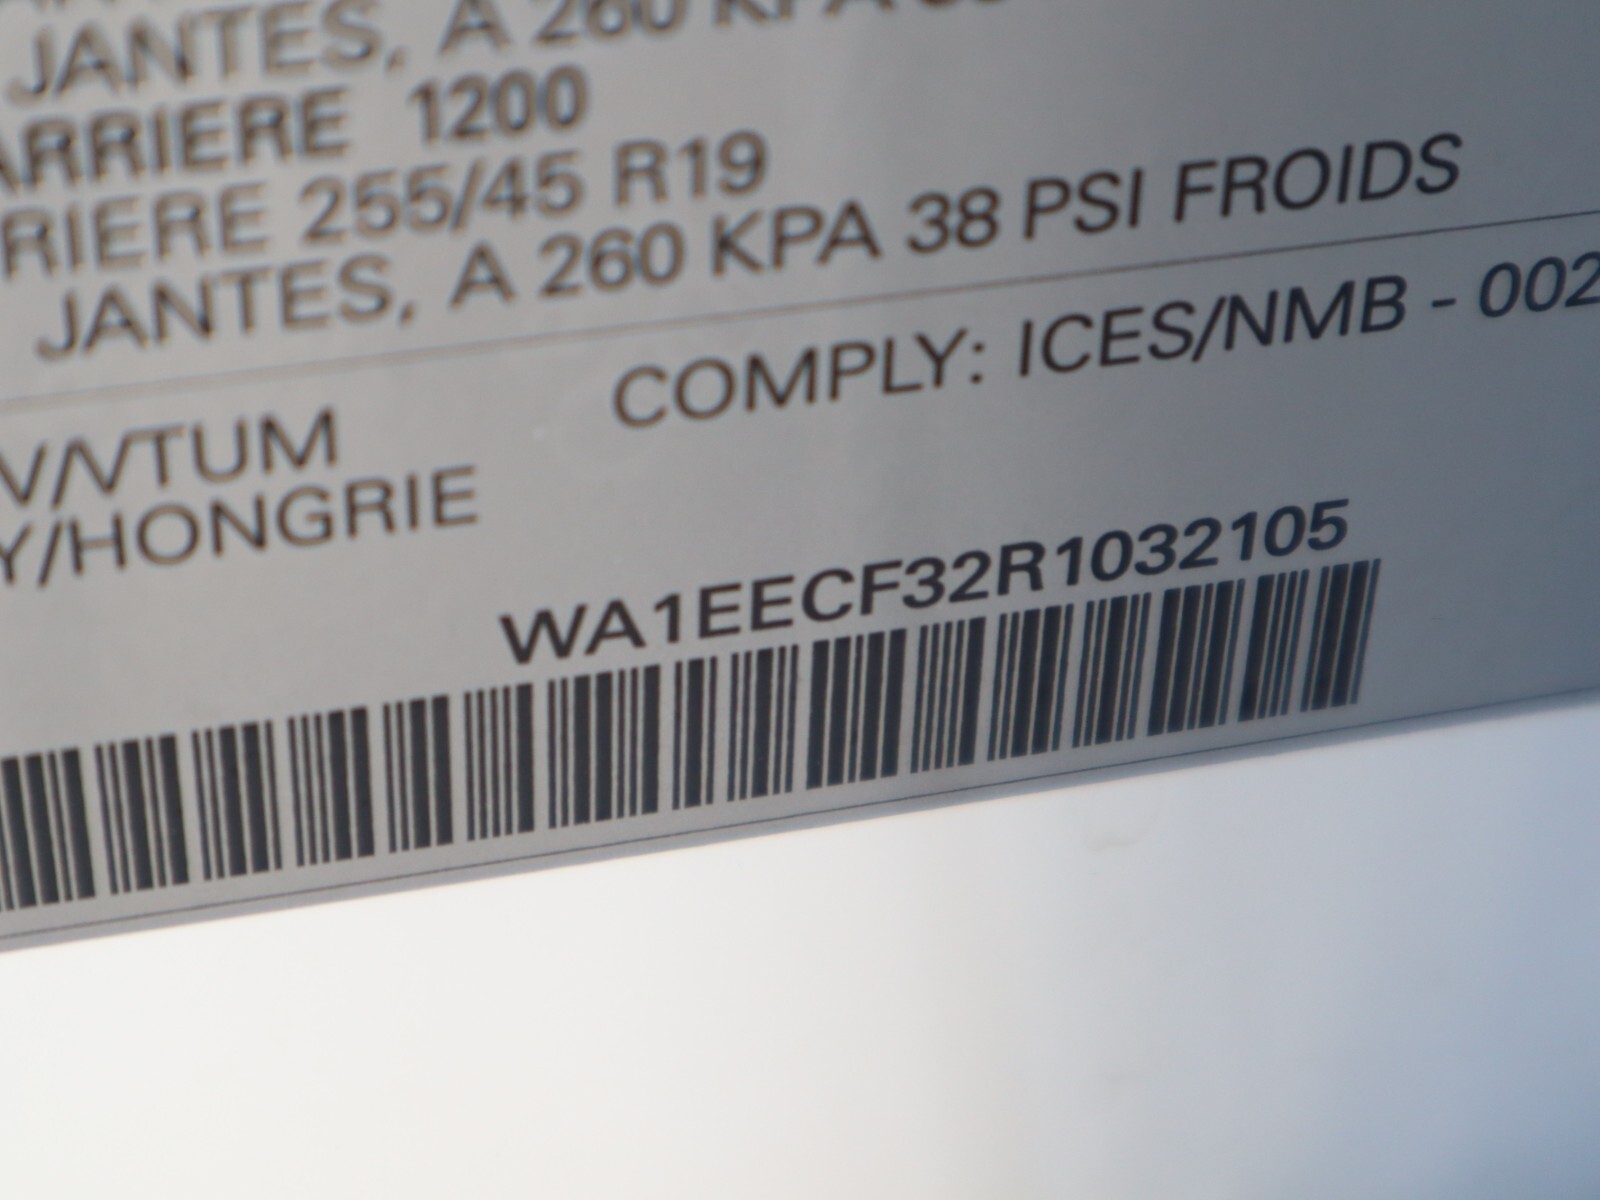 JANTES, A 260 KPA
ARRIERE 1200
RIERE 255/45 R19
JANTES, A 260 KPA 38 PSI FROIDS
COMPLY: ICES/NMB - 002
V/VTUM
Y/HONGRIE
WA1EECF32R1032105